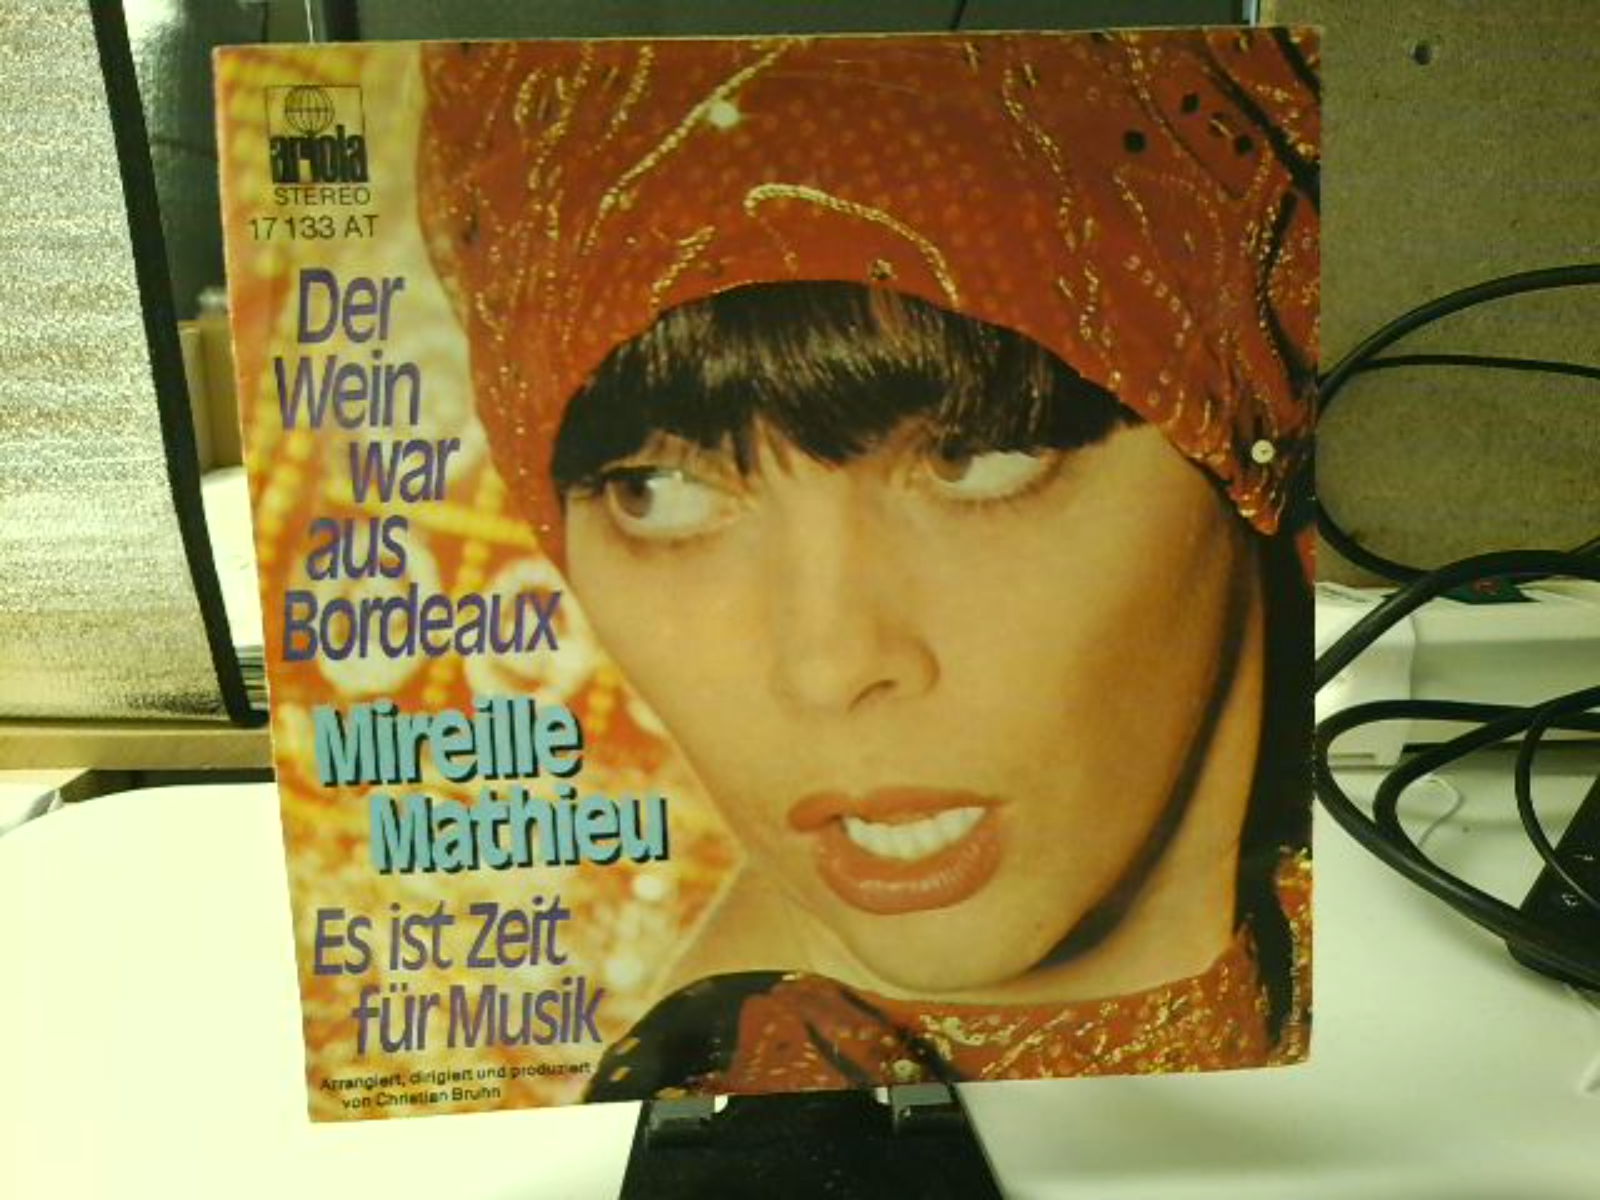 ariola
STEREO
17 133 AT
Der
Wein
war
aus
Bordeaux
Mireille
Mathieu
Es ist Zeit
für Musik
Arrangiert, dirigiert und produziert
von Christian Bruhn